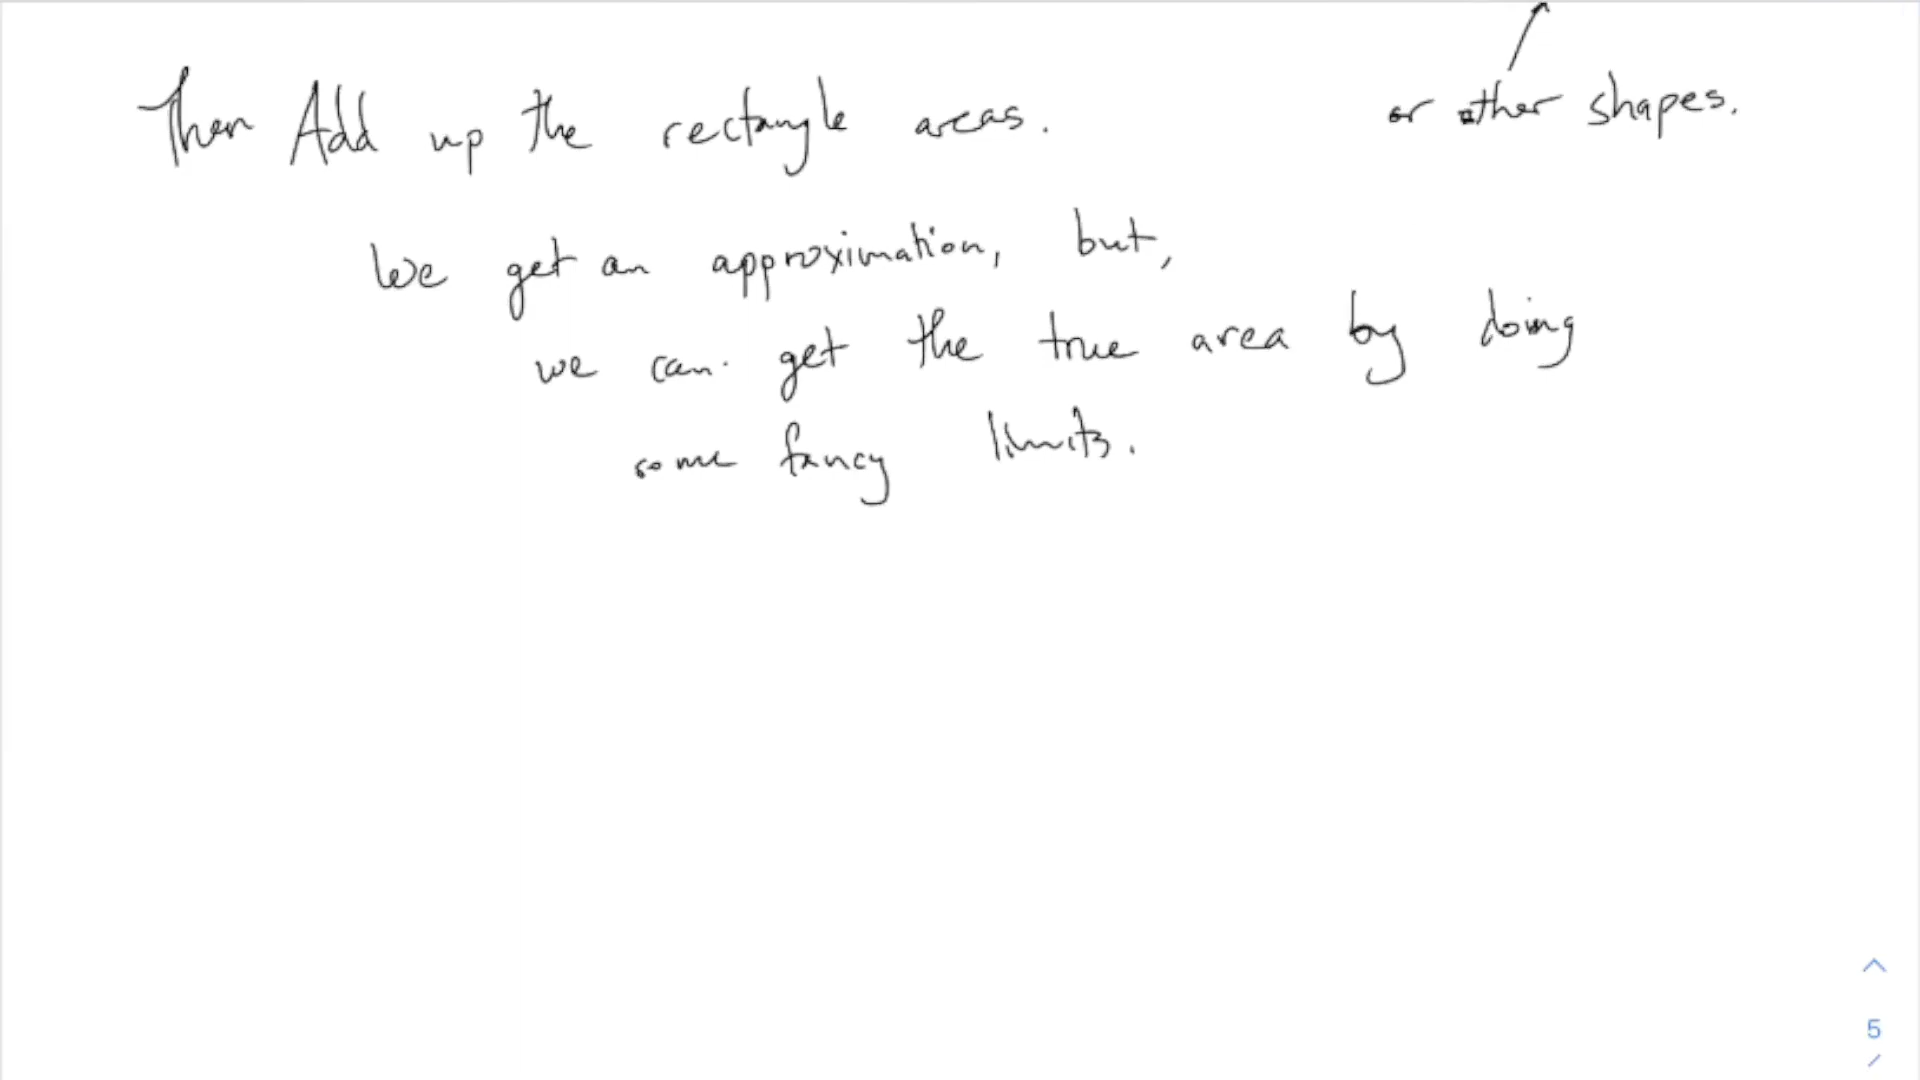 Then Add up the rectangle areas.
or other shapes.
We get an approximation, but,
we can get the true area by doing
some fancy limits.
5